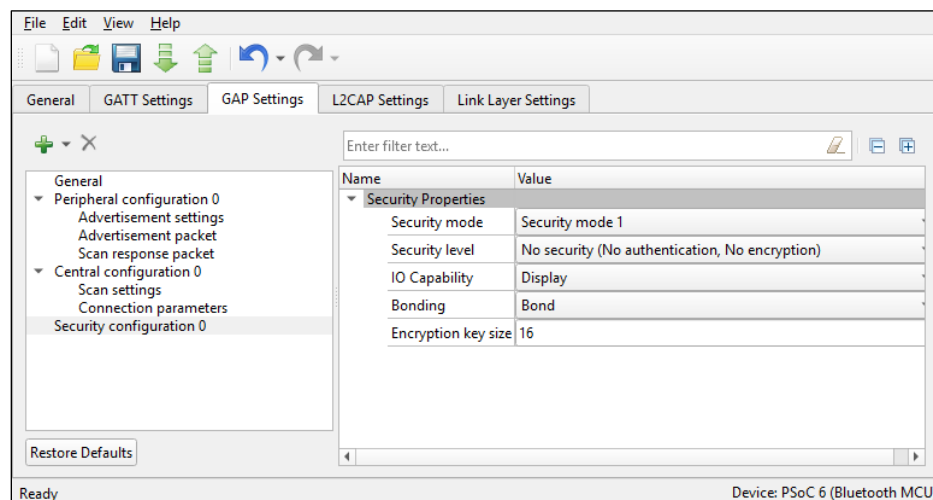 File Edit View Help
General GATT Settings GAP Settings L2CAP Settings Link Layer Settings
Enter filter text...
General
Peripheral configuration 0
Advertisement settings
Advertisement packet
Scan response packet
Central configuration 0
Scan settings
Connection parameters
Security configuration 0
Restore Defaults
Name Value
Security Properties
Security mode Security mode 1
Security level No security (No authentication, No encryption)
IO Capability Display
Bonding Bond
Encryption key size 16
Ready Device: PSoC 6 (Bluetooth MCU